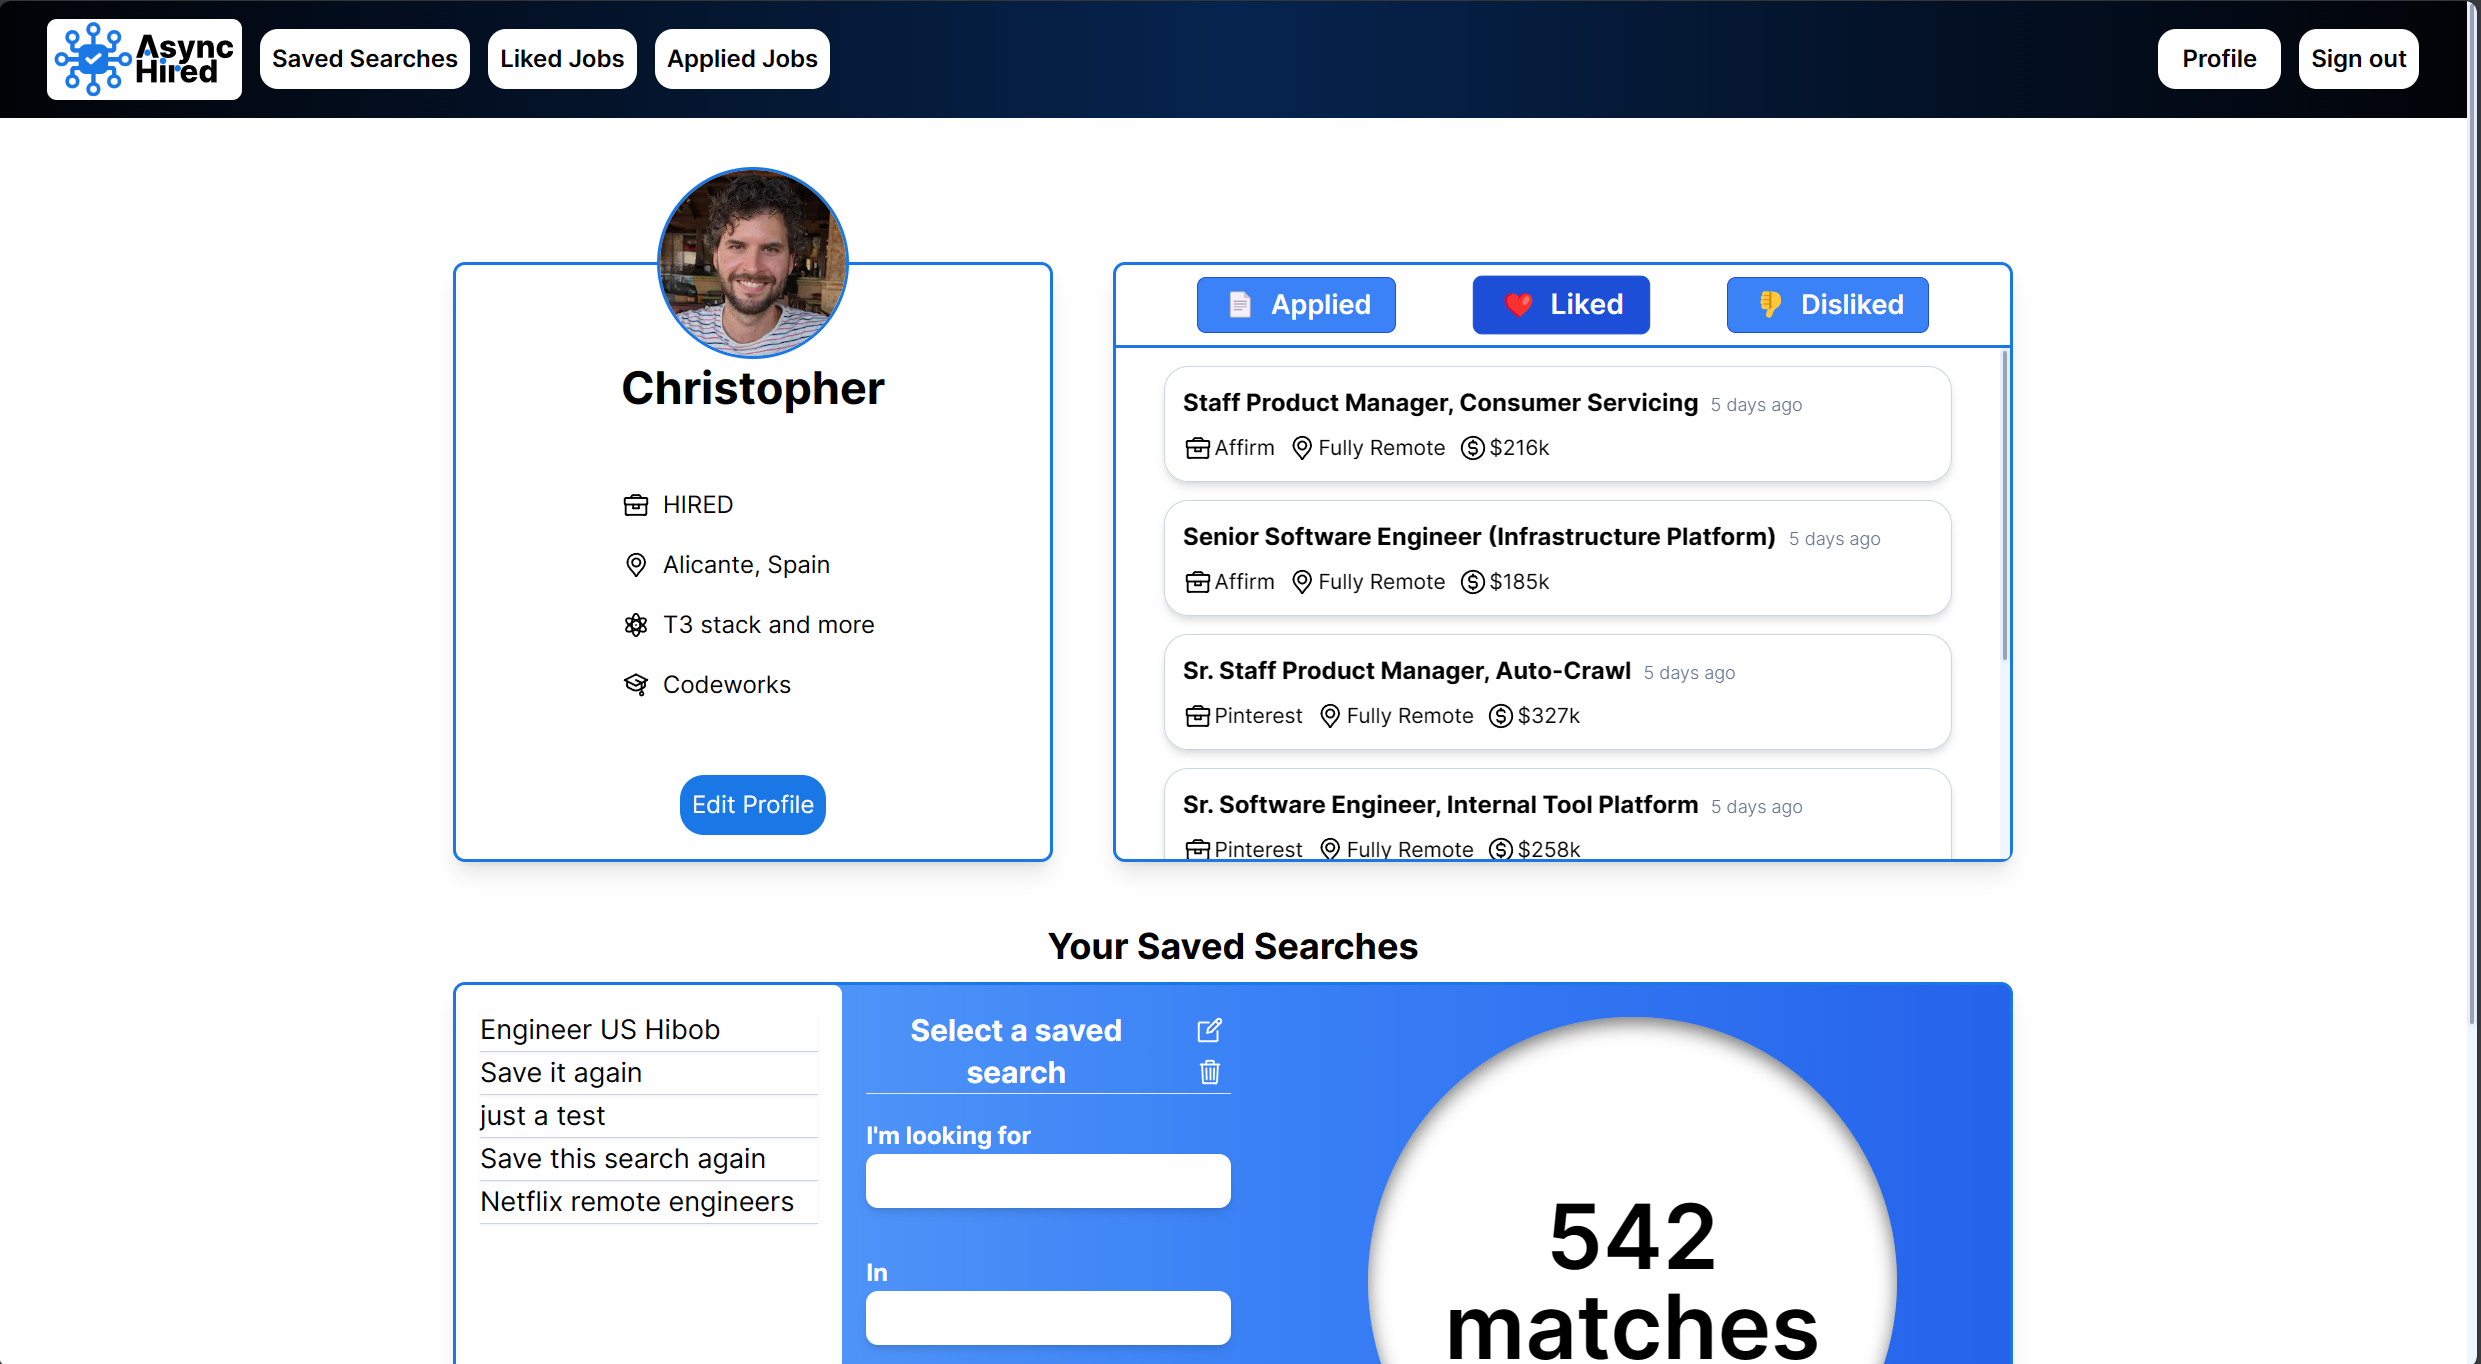 Async
Hired
Saved Searches
Liked Jobs
Applied Jobs
Profile
Sign out
Christopher
HIRED
Alicante, Spain
T3 stack and more
Codeworks
Edit Profile
Applied
Liked
Disliked
Staff Product Manager, Consumer Servicing 5 days ago
Affirm Fully Remote $216k
Senior Software Engineer (Infrastructure Platform) 5 days ago
Affirm Fully Remote $185k
Sr. Staff Product Manager, Auto-Crawl 5 days ago
Pinterest Fully Remote $327k
Sr. Software Engineer, Internal Tool Platform 5 days ago
Pinterest Fully Remote $258k
Your Saved Searches
Engineer US Hibob
Save it again
just a test
Save this search again
Netflix remote engineers
Select a saved
search
I'm looking for
In
542
matches